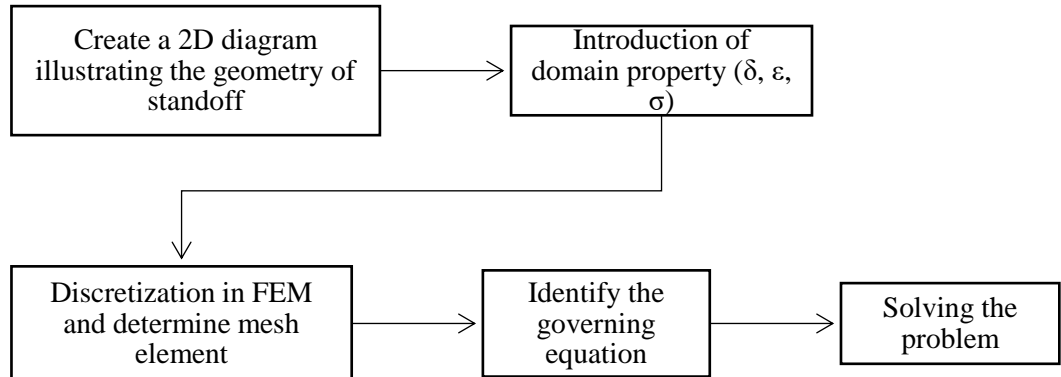 Create a 2D diagram
illustrating the geometry of
standoff
Introduction of
domain property (δ, ε,
σ)
Discretization in FEM
and determine mesh
element
Identify the
governing
equation
Solving the
problem